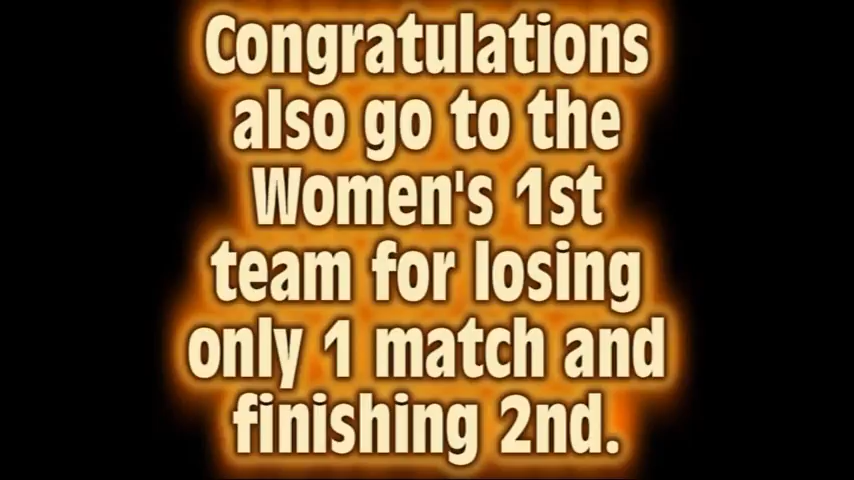 Congratulations
also go to the
Women's 1st
team for losing
only 1 match and
finishing 2nd.